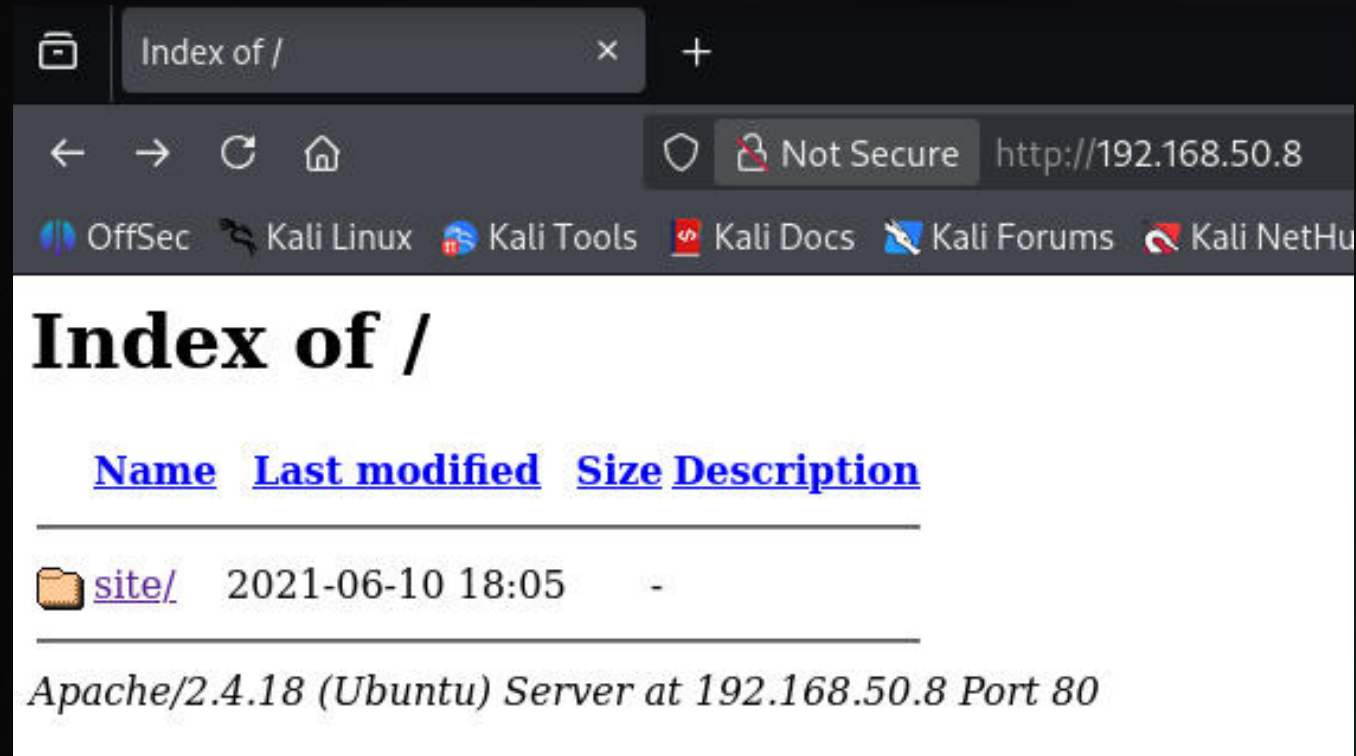 Index of /
Not Secure http://192.168.50.8
OffSec Kali Linux Kali Tools Kali Docs Kali Forums Kali NetHu
Index of /
Name Last modified Size Description
site/ 2021-06-10 18:05 -
Apache/2.4.18 (Ubuntu) Server at 192.168.50.8 Port 80